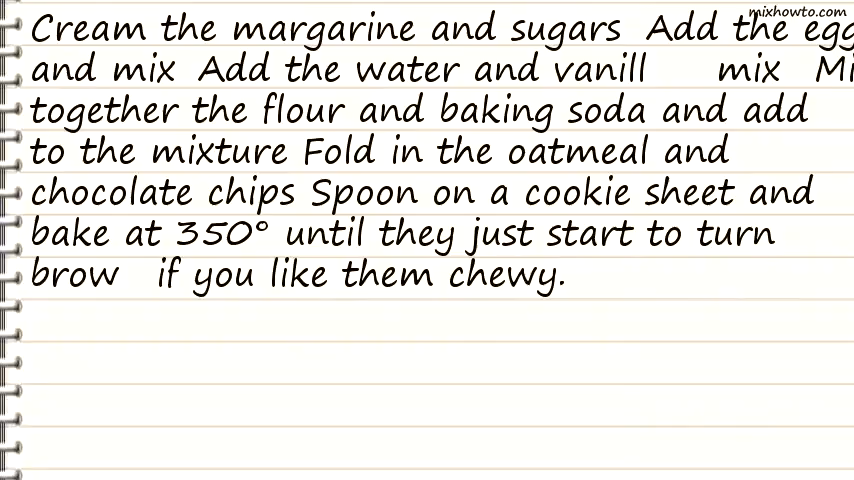 mixhowto.com
Cream the margarine and sugars Add the egg
and mix Add the water and vanill mix Mi
together the flour and baking soda and add
to the mixture Fold in the oatmeal and
chocolate chips Spoon on a cookie sheet and
bake at 350° until they just start to turn
brow if you like them chewy.